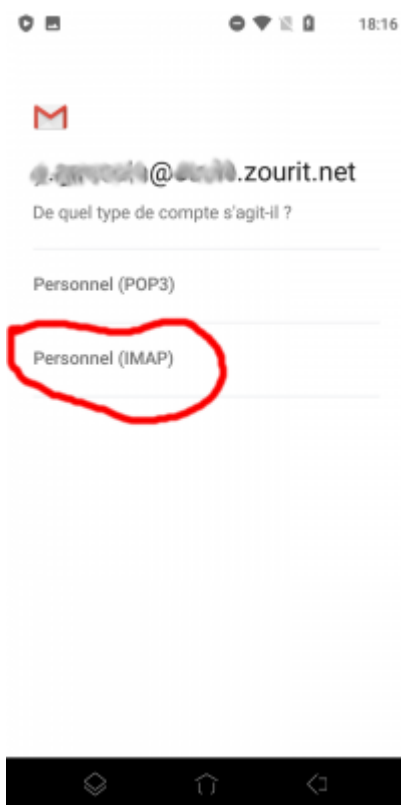 18:16
@.zourit.net
De quel type de compte s'agit-il ?
Personnel (POP3)
Personnel (IMAP)